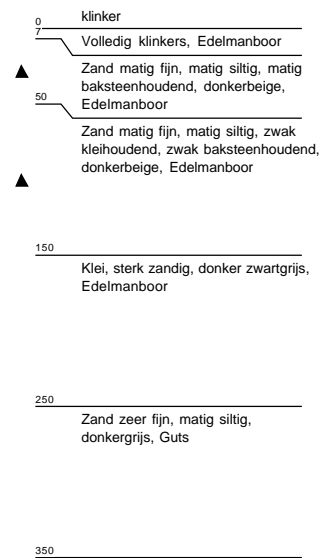 klinker
0
7
Volledig klinkers, Edelmanboor
Zand matig fijn, matig siltig, matig
baksteenhoudend, donkerbeige,
Edelmanboor
50
Zand matig fijn, matig siltig, zwak
kleihoudend, zwak baksteenhoudend,
donkerbeige, Edelmanboor
150
Klei, sterk zandig, donker zwartgrijs,
Edelmanboor
250
Zand zeer fijn, matig siltig,
donkergrijs, Guts
350